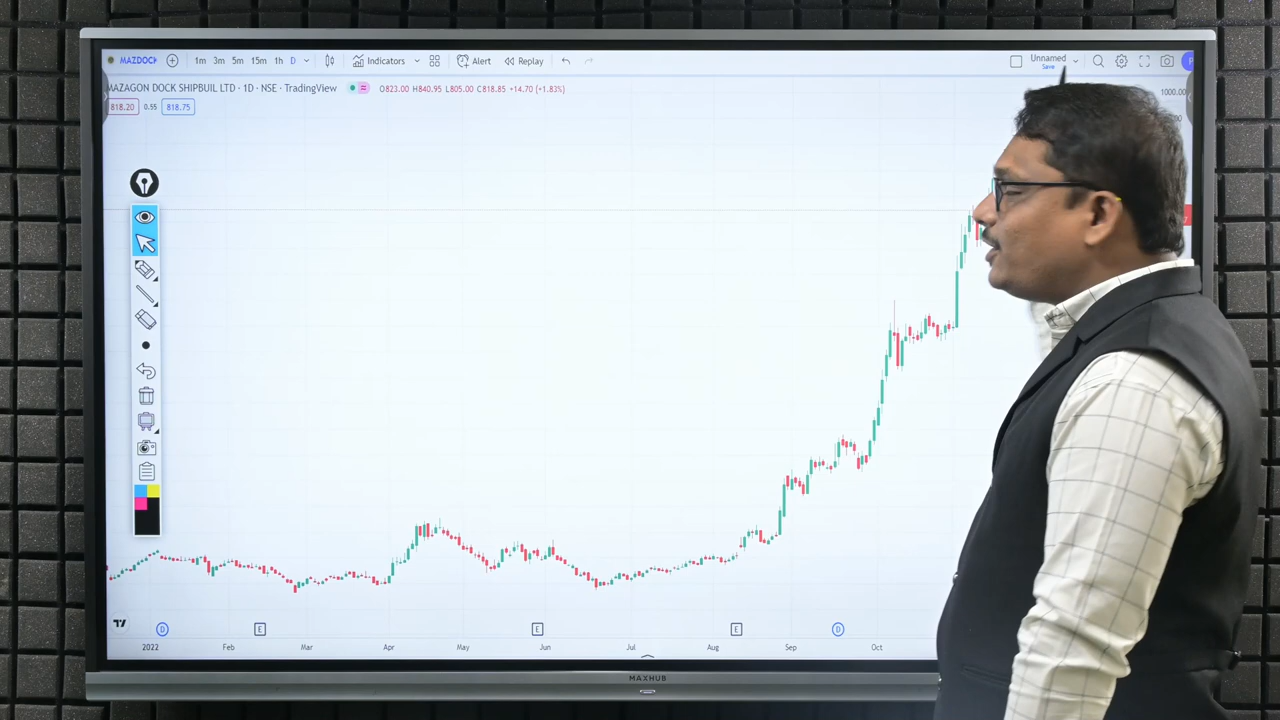 MAZDOCK 1m 3m 5m 15m 1h D Indicators Alert Replay Unnamed
Save
MAZAGON DOCK SHIPBUIL LTD · 1D · NSE · TradingView O823.00 H840.95 L805.00 C818.85 +14.70 (+1.83%)
1000.00
818.20 0.55 818.75
D E E E D
2022 Feb Mar Apr May Jun Jul Aug Sep Oct
MAXHUB